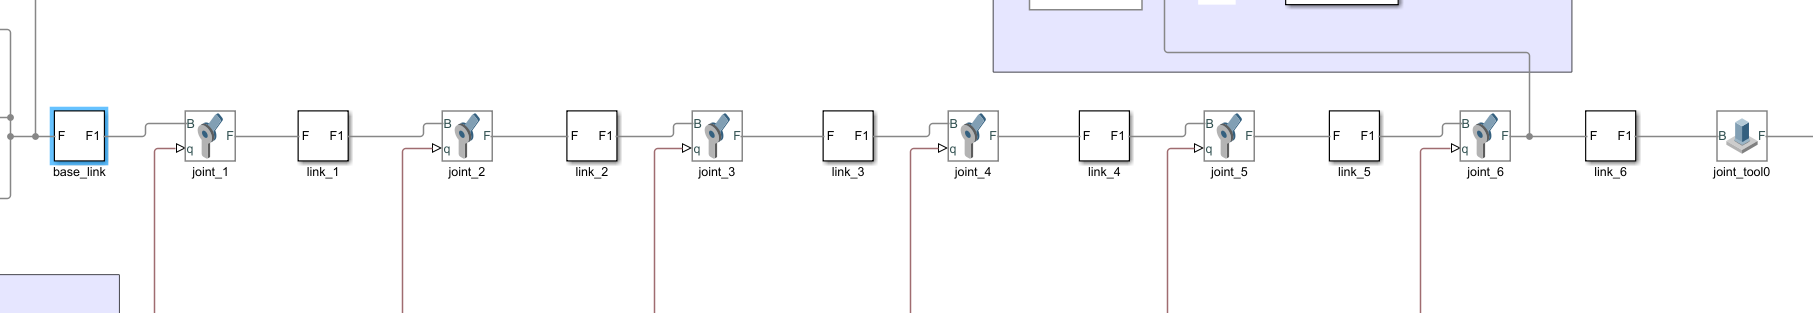 F F1 B F F F1 B F F F1 B F F F1 B F F F1 B F F F1 B F F F1 B F
q q q q q q
base_link joint_1 link_1 joint_2 link_2 joint_3 link_3 joint_4 link_4 joint_5 link_5 joint_6 link_6 joint_tool0